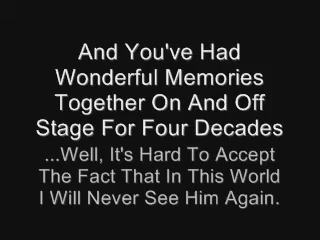 And You've Had
Wonderful Memories
Together On And Off
Stage For Four Decades
...Well, It's Hard To Accept
The Fact That In This World
I Will Never See Him Again.